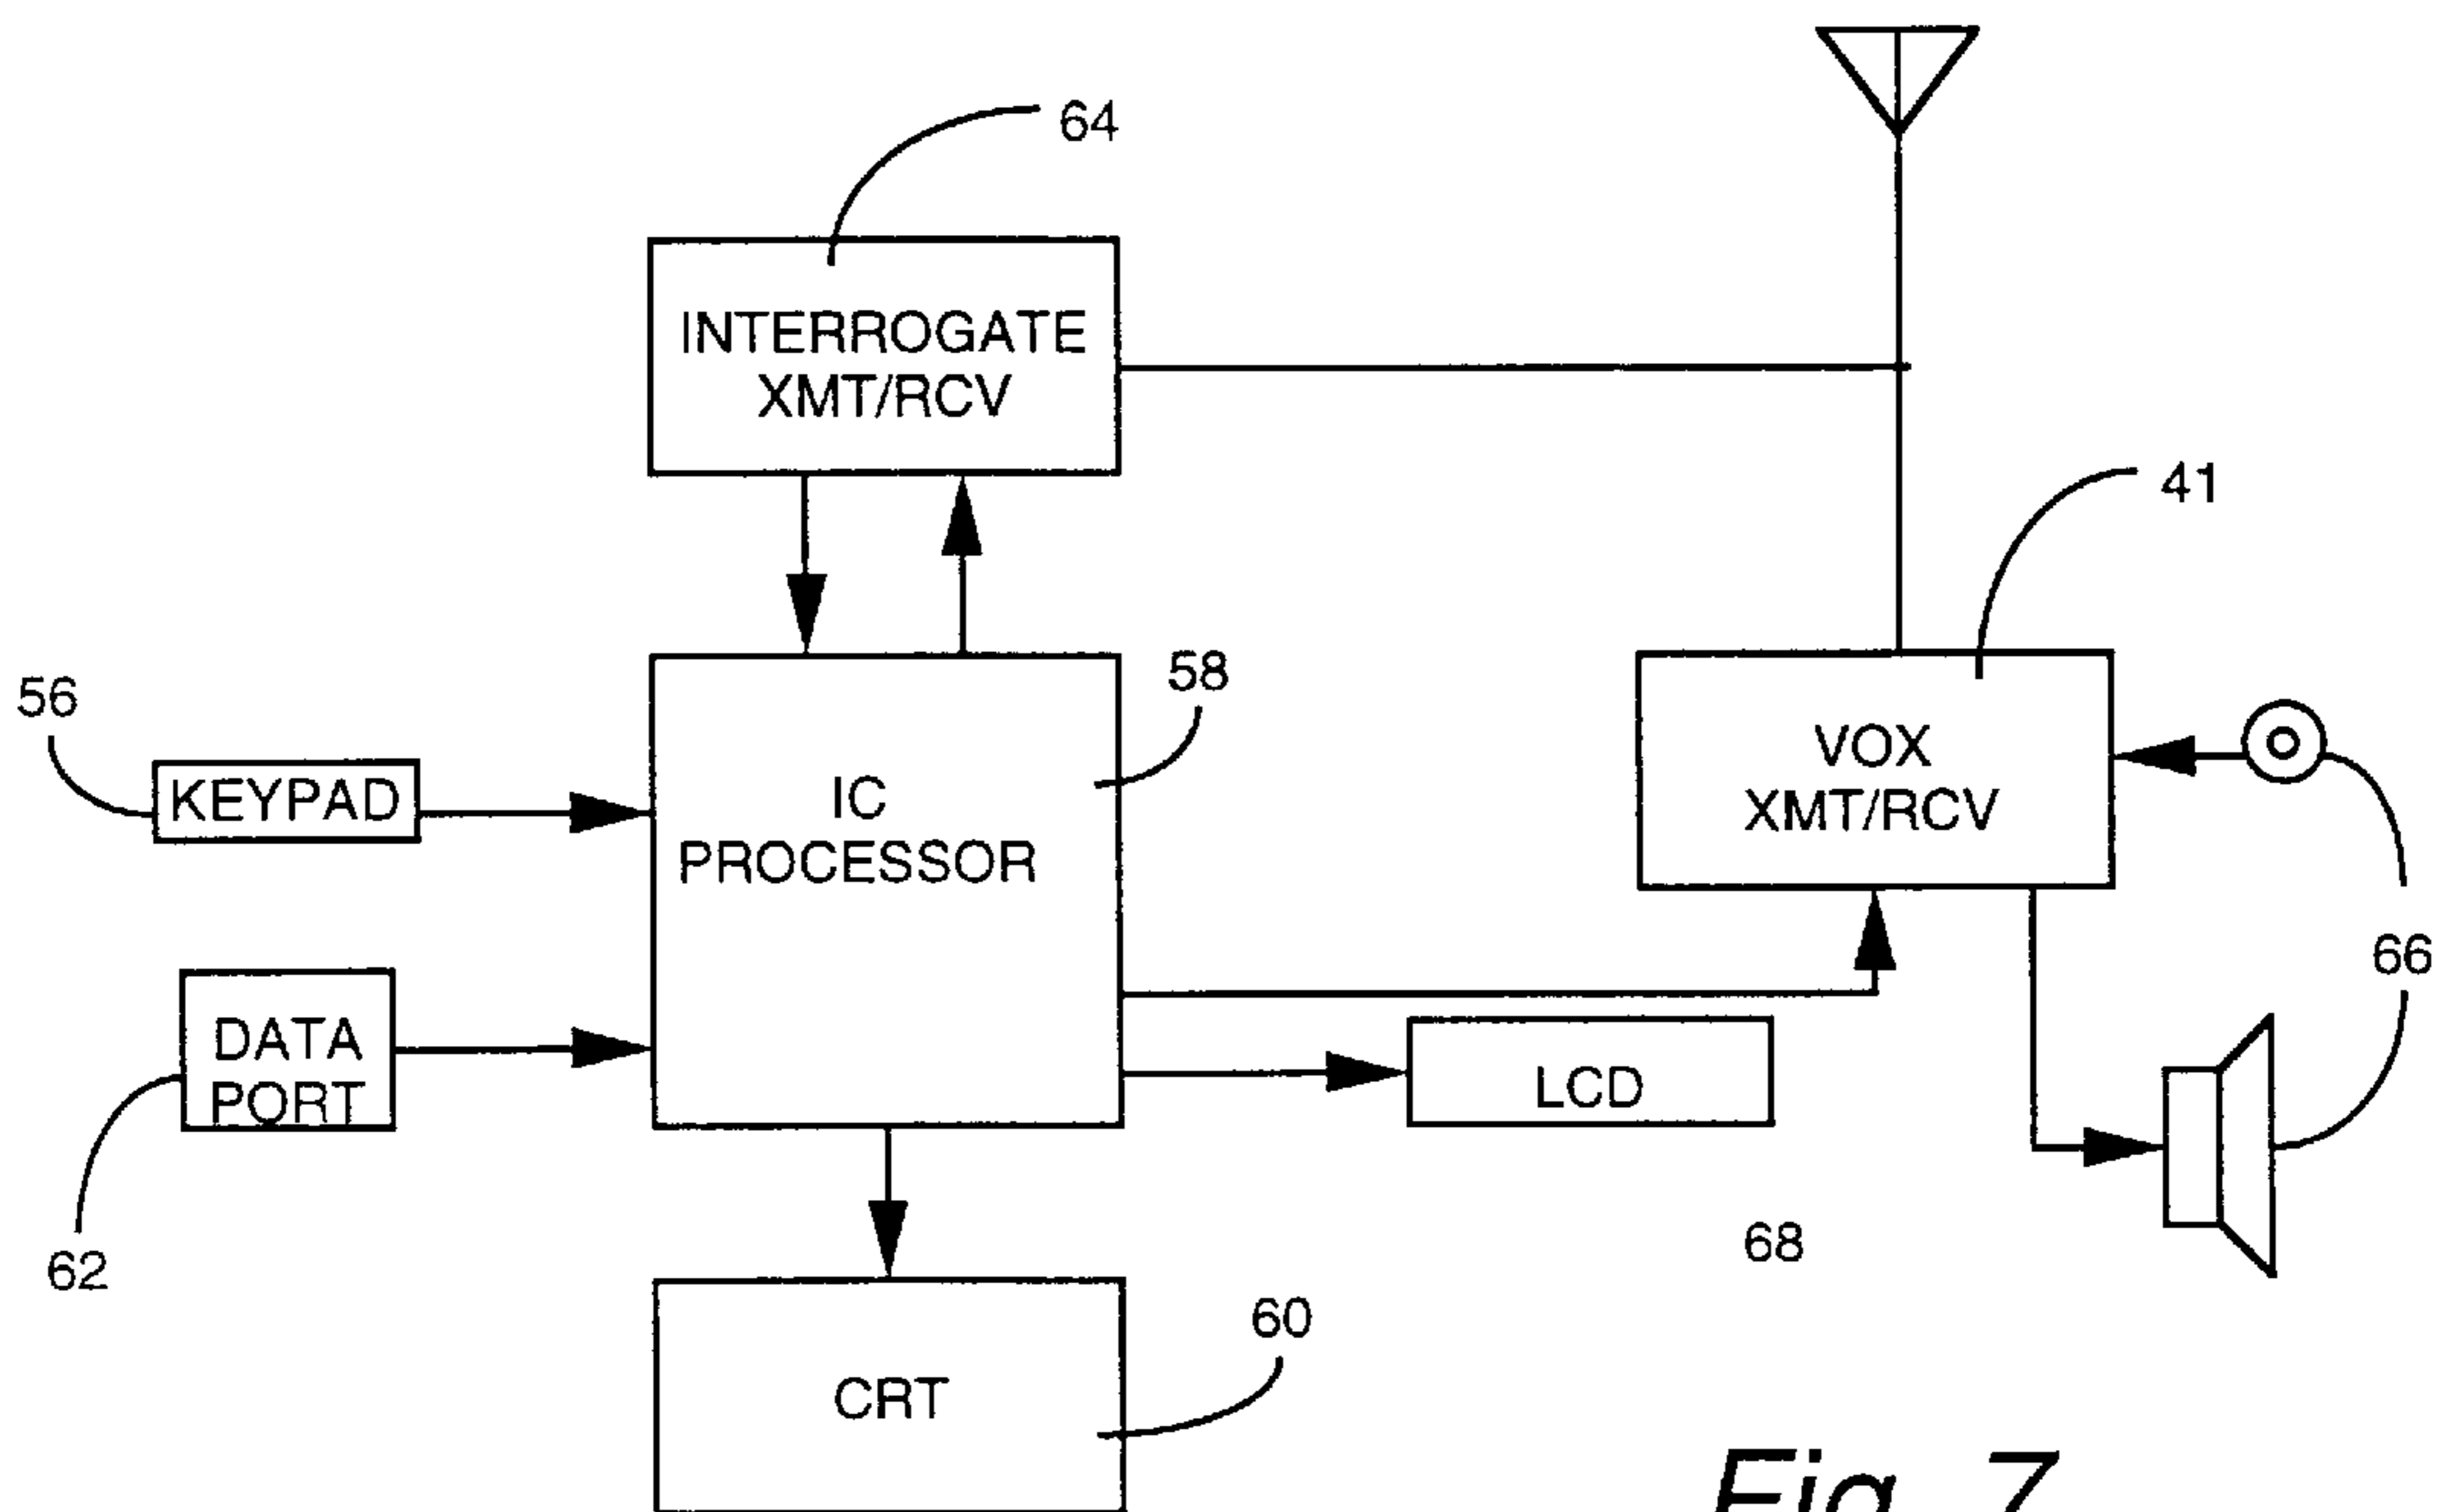 64
INTERROGATE
XMT/RCV
41
58
56
KEYPAD
IC
PROCESSOR
VOX
XMT/RCV
66
DATA
PORT
LCD
62
68
60
CRT
Fig. 7